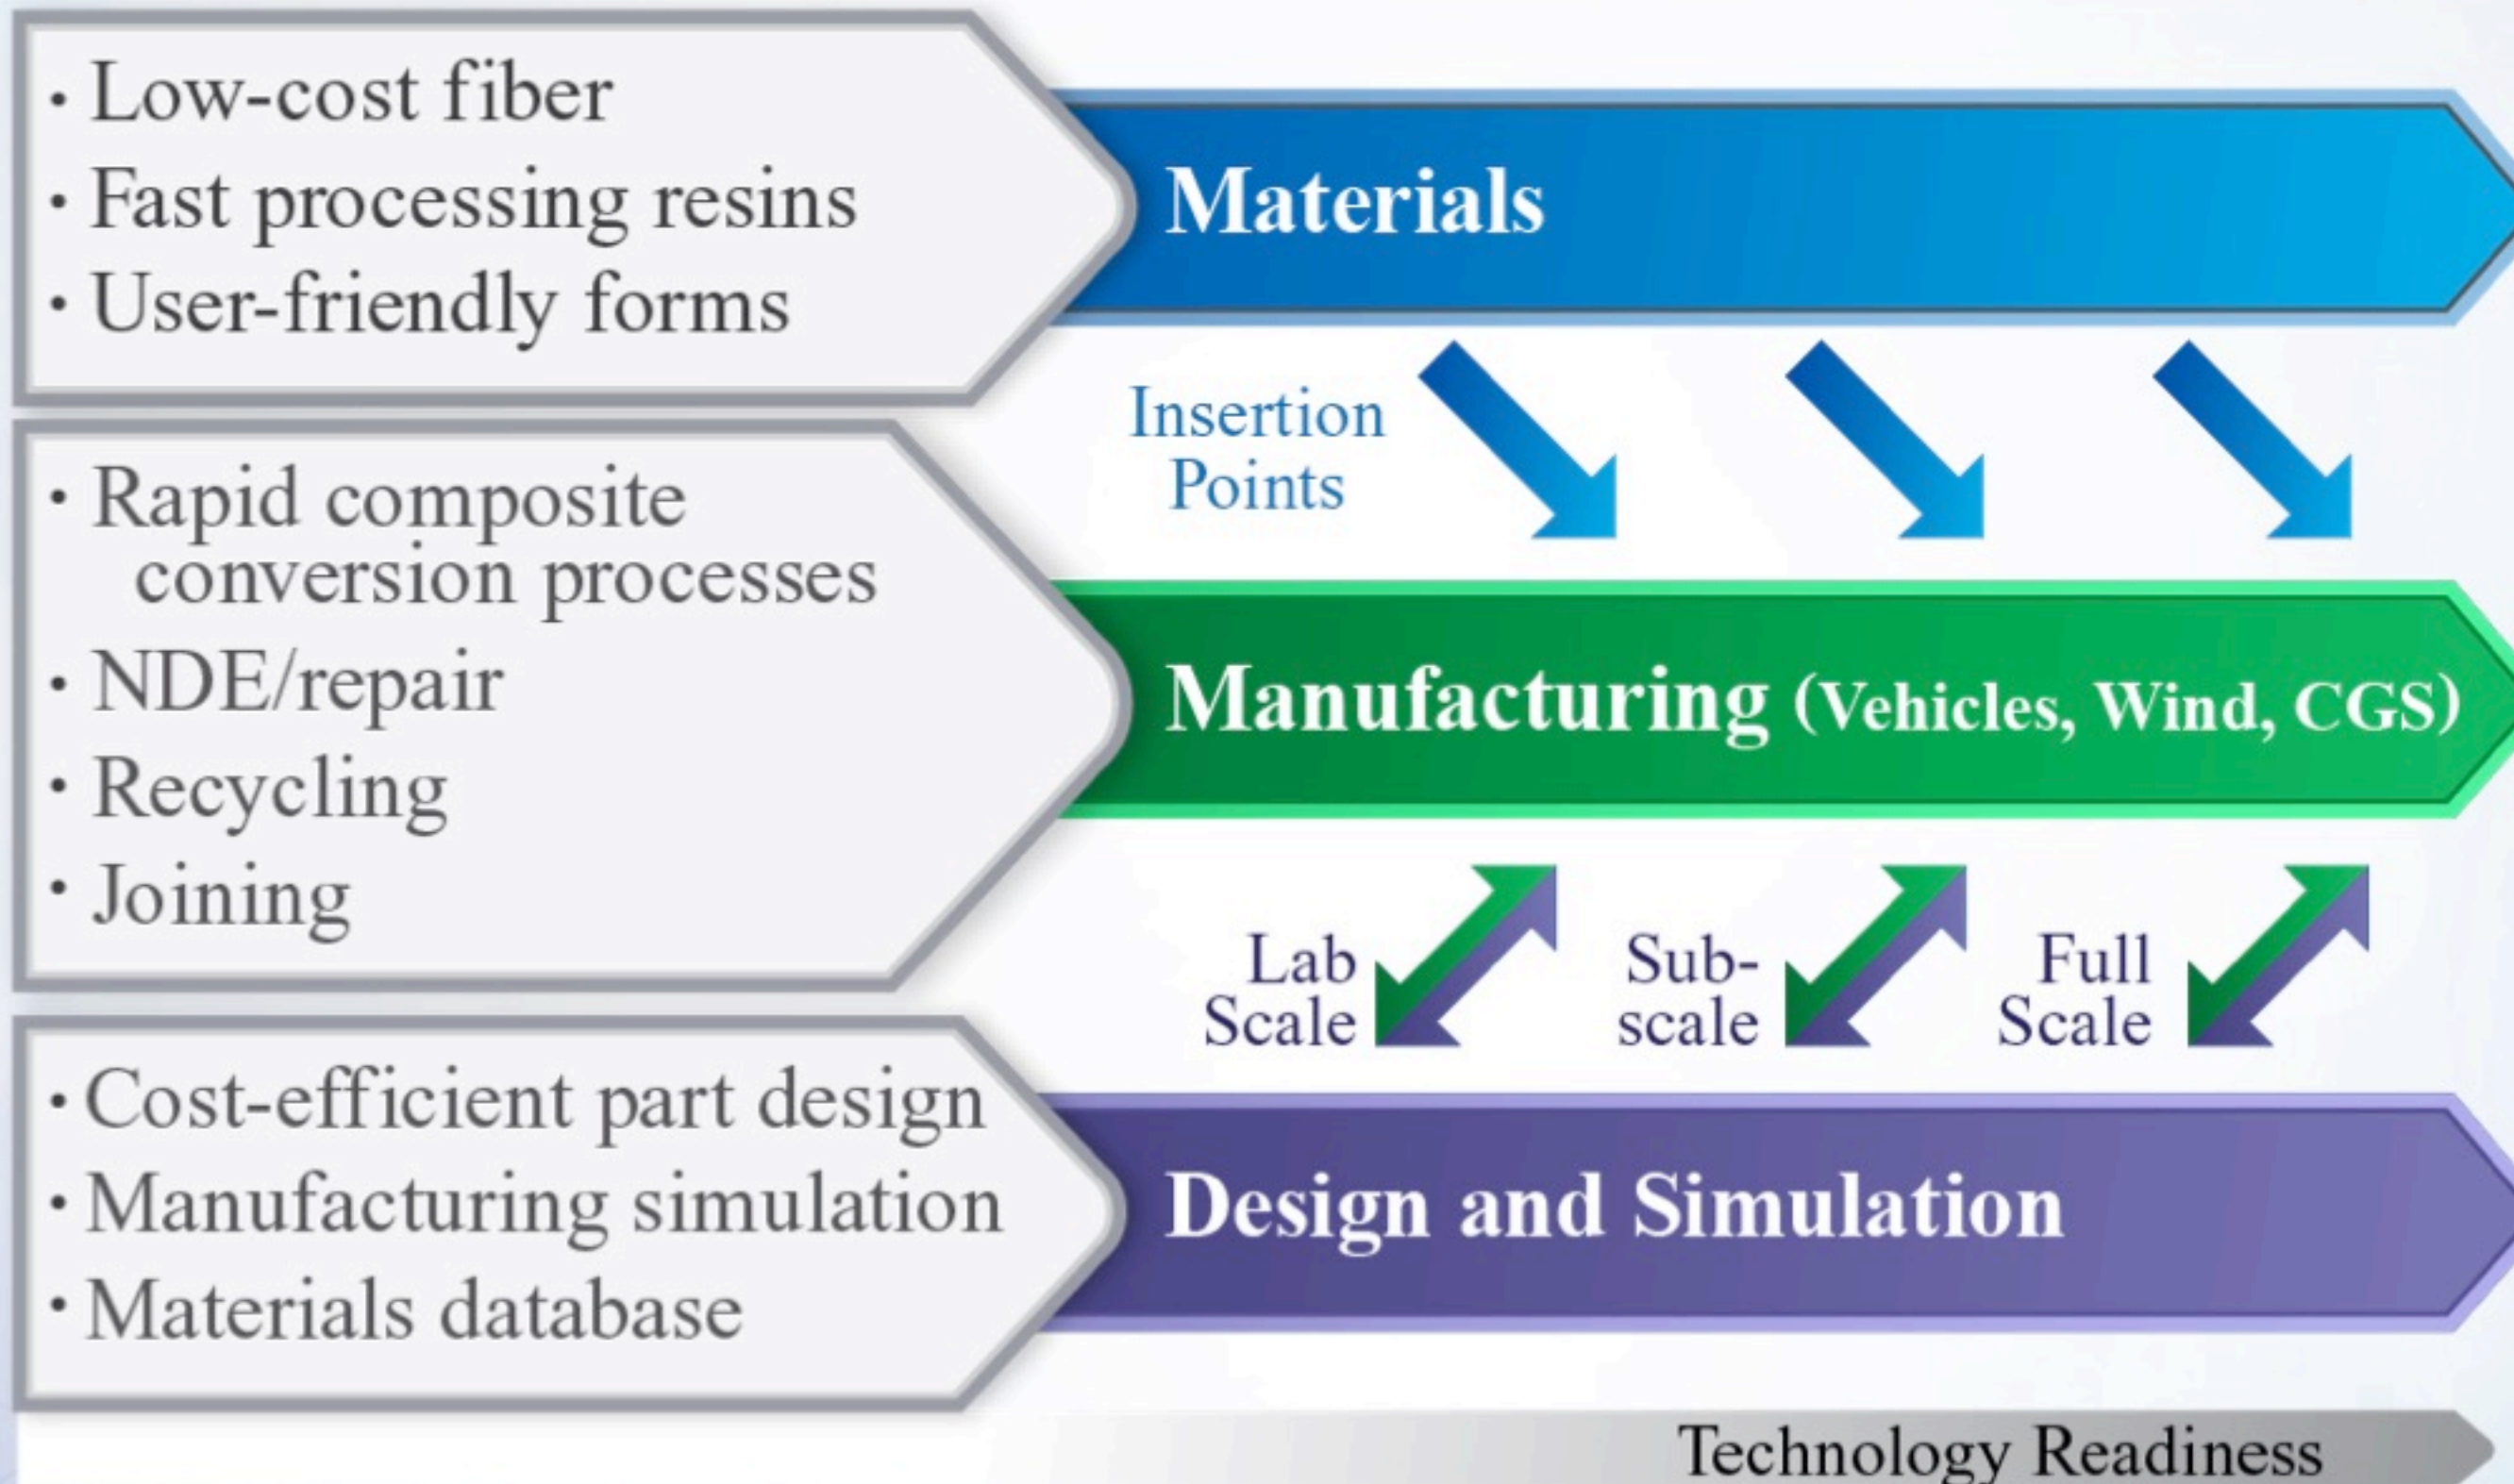 · Low-cost fiber
· Fast processing resins
· User-friendly forms
Materials
Insertion
Points
· Rapid composite
conversion processes
· NDE/repair
· Recycling
· Joining
Manufacturing (Vehicles, Wind, CGS)
Lab
Scale
Sub-
scale
Full
Scale
· Cost-efficient part design
· Manufacturing simulation
· Materials database
Design and Simulation
Technology Readiness